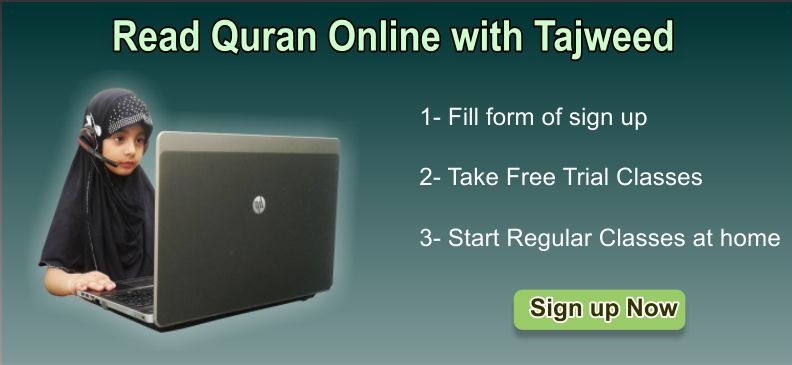 Read Quran Online with Tajweed
1- Fill form of sign up
2- Take Free Trial Classes
3- Start Regular Classes at home
Sign up Now
hp